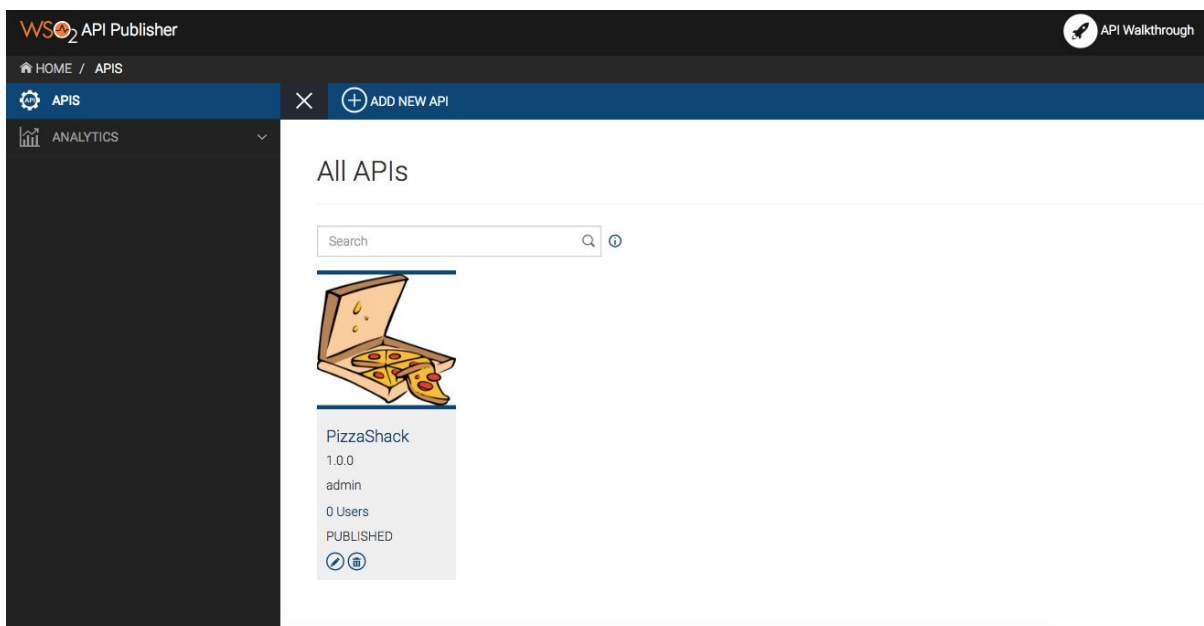 WSO2 API Publisher
API Walkthrough
HOME / APIS
APIS
ADD NEW API
ANALYTICS
All APIs
Search
PizzaShack
1.0.0
admin
0 Users
PUBLISHED